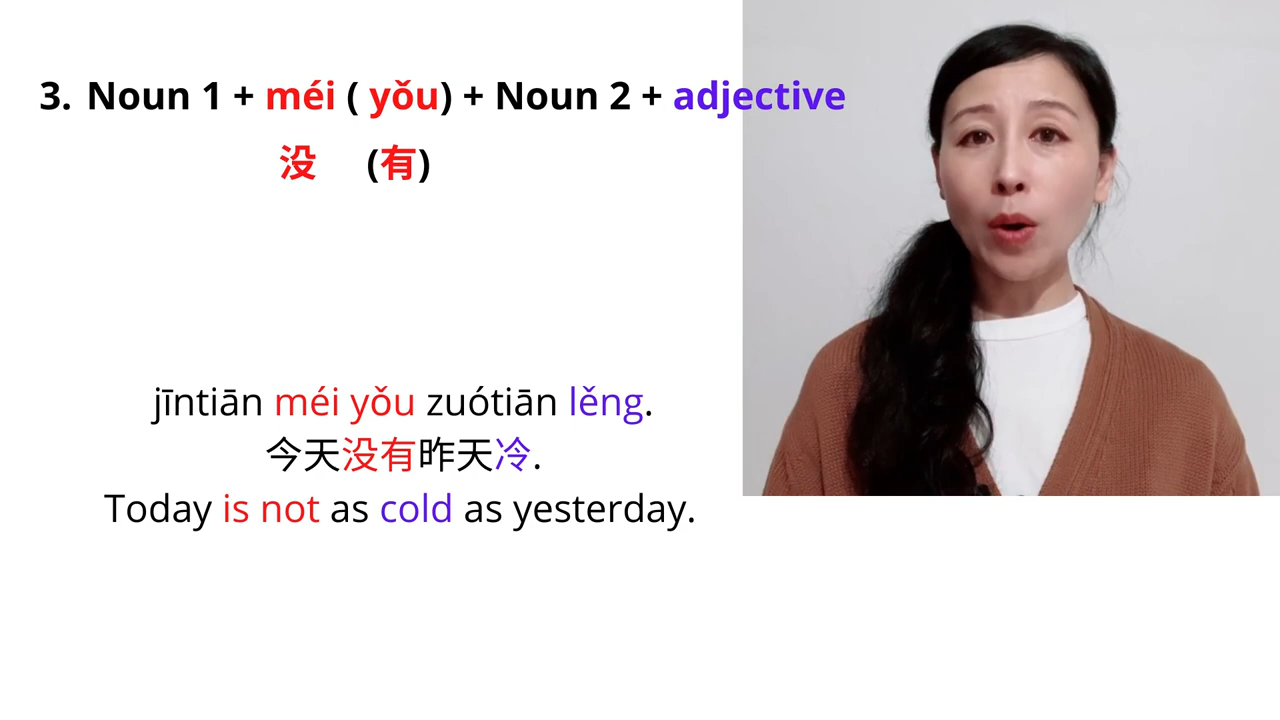 3. Noun 1 + méi ( yǒu) + Noun 2 + adjective
没 (有)
jīntiān méi yǒu zuótiān lěng.
今天没有昨天冷.
Today is not as cold as yesterday.